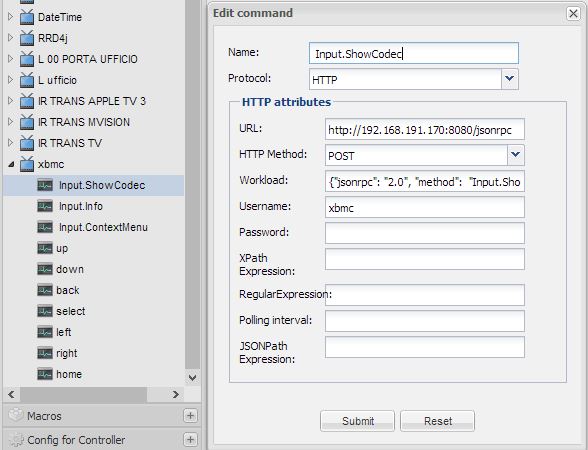 DateTime
RRD4j
L 00 PORTA UFFICIO
L ufficio
IR TRANS APPLE TV 3
IR TRANS MVISION
IR TRANS TV
xbmc
Input.ShowCodec
Input.Info
Input.ContextMenu
up
down
back
select
left
right
home
Macros
Config for Controller
Edit command
Name: Input.ShowCodec
Protocol: HTTP
HTTP attributes
URL: http://192.168.191.170:8080/jsonrpc
HTTP Method: POST
Workload: {"jsonrpc": "2.0", "method": "Input.Sho
Username: xbmc
Password:
XPath
Expression:
RegularExpression:
Polling interval:
JSONPath
Expression:
Submit Reset